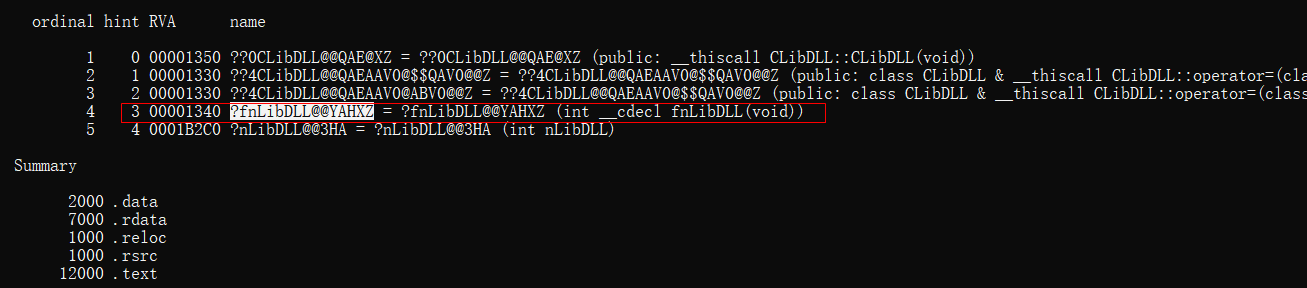 ordinal hint RVA      name
1    0 00001350 ??0CLibDLL@@QAE@XZ = ??0CLibDLL@@QAE@XZ (public: __thiscall CLibDLL::CLibDLL(void))
2    1 00001330 ??4CLibDLL@@QAEAAV0@$$QAV0@@Z = ??4CLibDLL@@QAEAAV0@$$QAV0@@Z (public: class CLibDLL & __thiscall CLibDLL::operator=(class
3    2 00001330 ??4CLibDLL@@QAEAAV0@ABV0@@Z = ??4CLibDLL@@QAEAAV0@$$QAV0@@Z (public: class CLibDLL & __thiscall CLibDLL::operator=(class
4    3 00001340 ?fnLibDLL@@YAHXZ = ?fnLibDLL@@YAHXZ (int __cdecl fnLibDLL(void))
5    4 0001B2C0 ?nLibDLL@@3HA = ?nLibDLL@@3HA (int nLibDLL)
Summary
2000 .data
7000 .rdata
1000 .reloc
1000 .rsrc
12000 .text